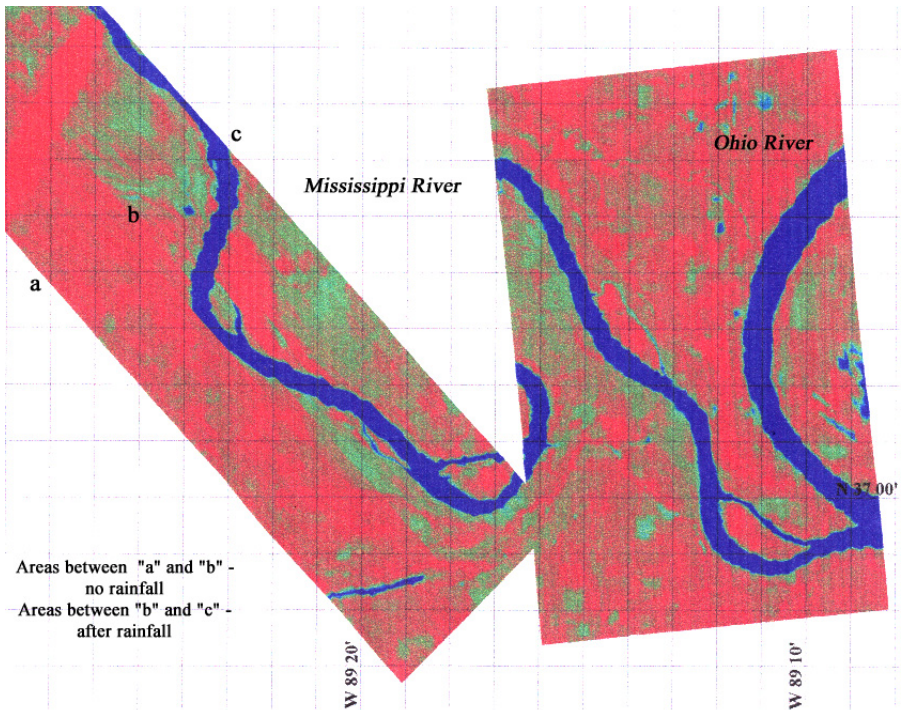 c
Ohio River
Mississippi River
b
a
N 37 00'
Areas between "a" and "b" -
no rainfall
Areas between "b" and "c" -
after rainfall
W 89 20'
W 89 10'